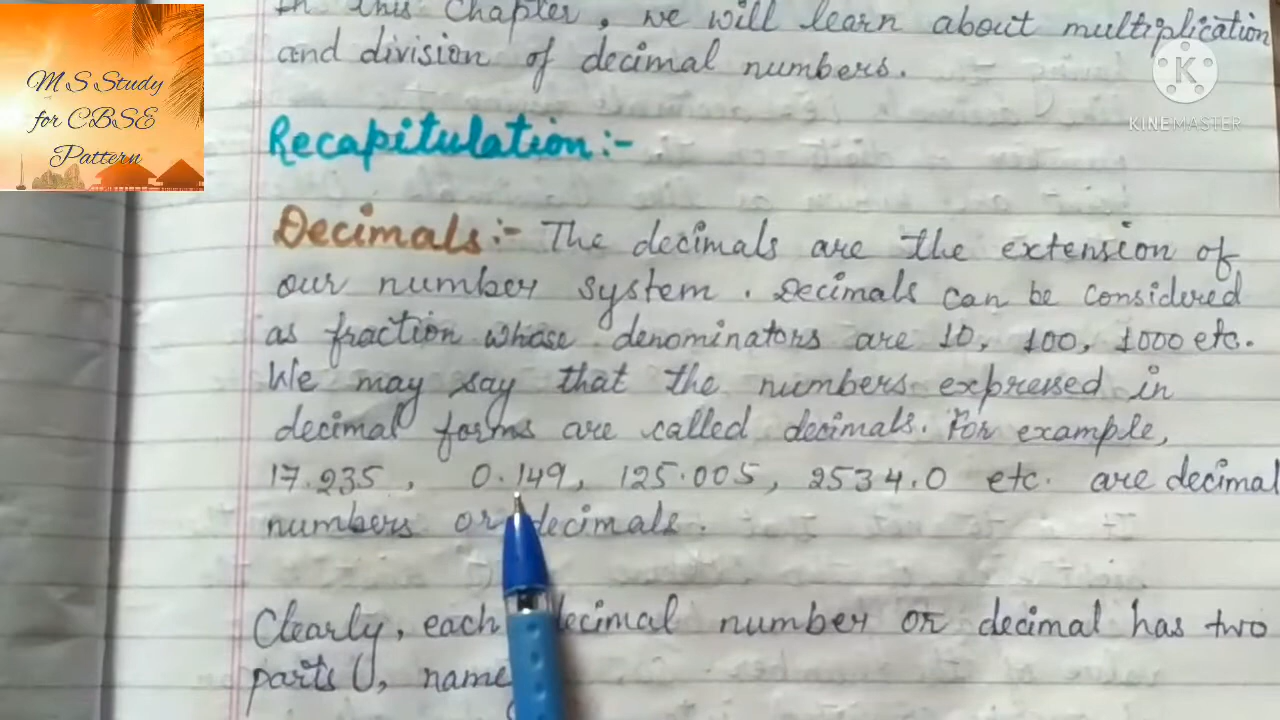 In this Chapter, we will learn about multiplication
and division of decimal numbers.
M S Study
for CBSE
Pattern
KINEMASTER
Recapitulation:-
Decimals:- The decimals are the extension of
our number system. Decimals can be considered
as fraction whose denominators are 10, 100, 1000 etc.
We may say that the numbers expressed in
decimal forms are called decimals. For example,
17.235, 0.149, 125.005, 2534.0 etc. are decimal
numbers or decimals.
Clearly, each decimal number or decimal has two
parts, name